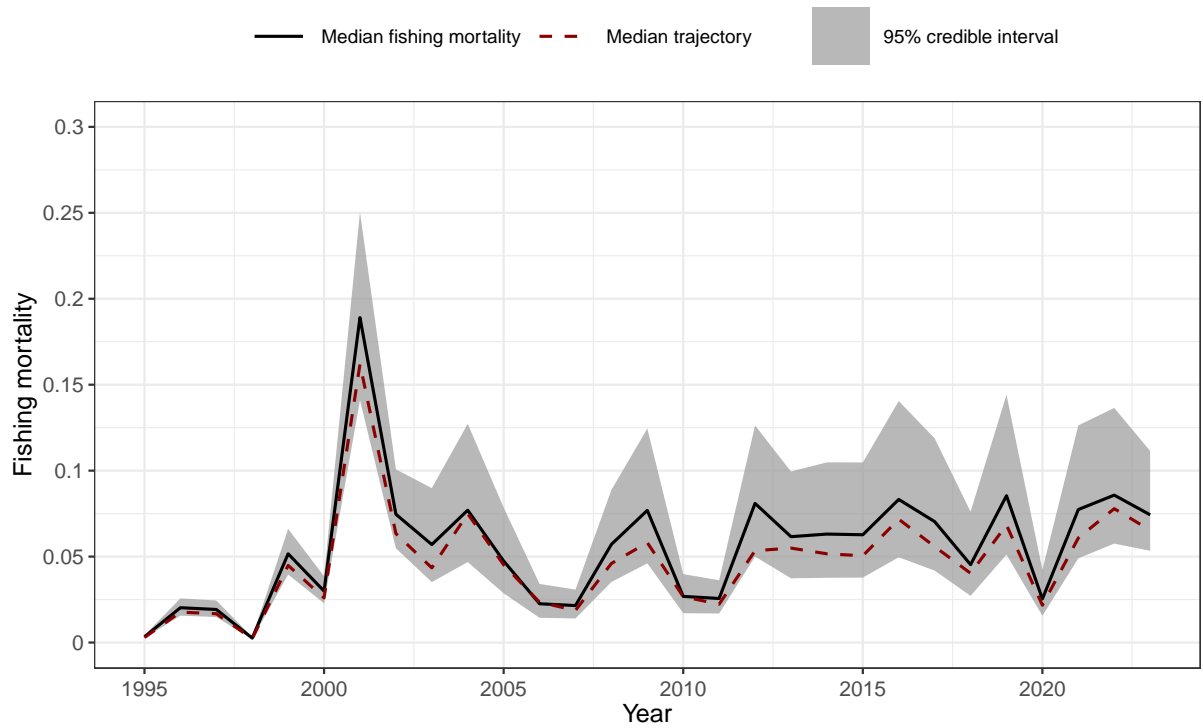 Median fishing mortality Median trajectory 95% credible interval
0.3
0.25
0.2
0.15
0.1
0.05
0
Fishing mortality
1995 2000 2005 2010 2015 2020
Year